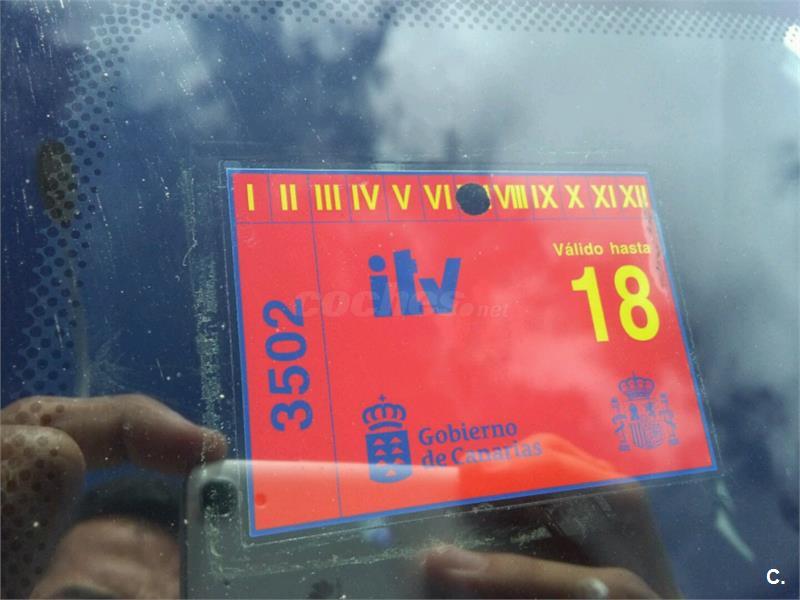 I II III IV V VI VIII IX X XI XII
itv
Válido hasta
18
3502
coches.net
Gobierno
de Canarias
C.